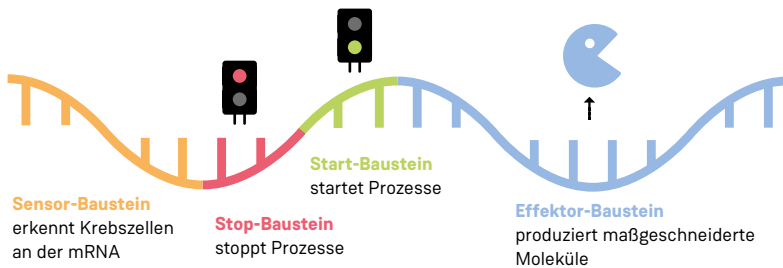 Sensor-Baustein
erkennt Krebszellen
an der mRNA
Stop-Baustein
stoppt Prozesse
Start-Baustein
startet Prozesse
Effektor-Baustein
produziert maßgeschneiderte
Moleküle